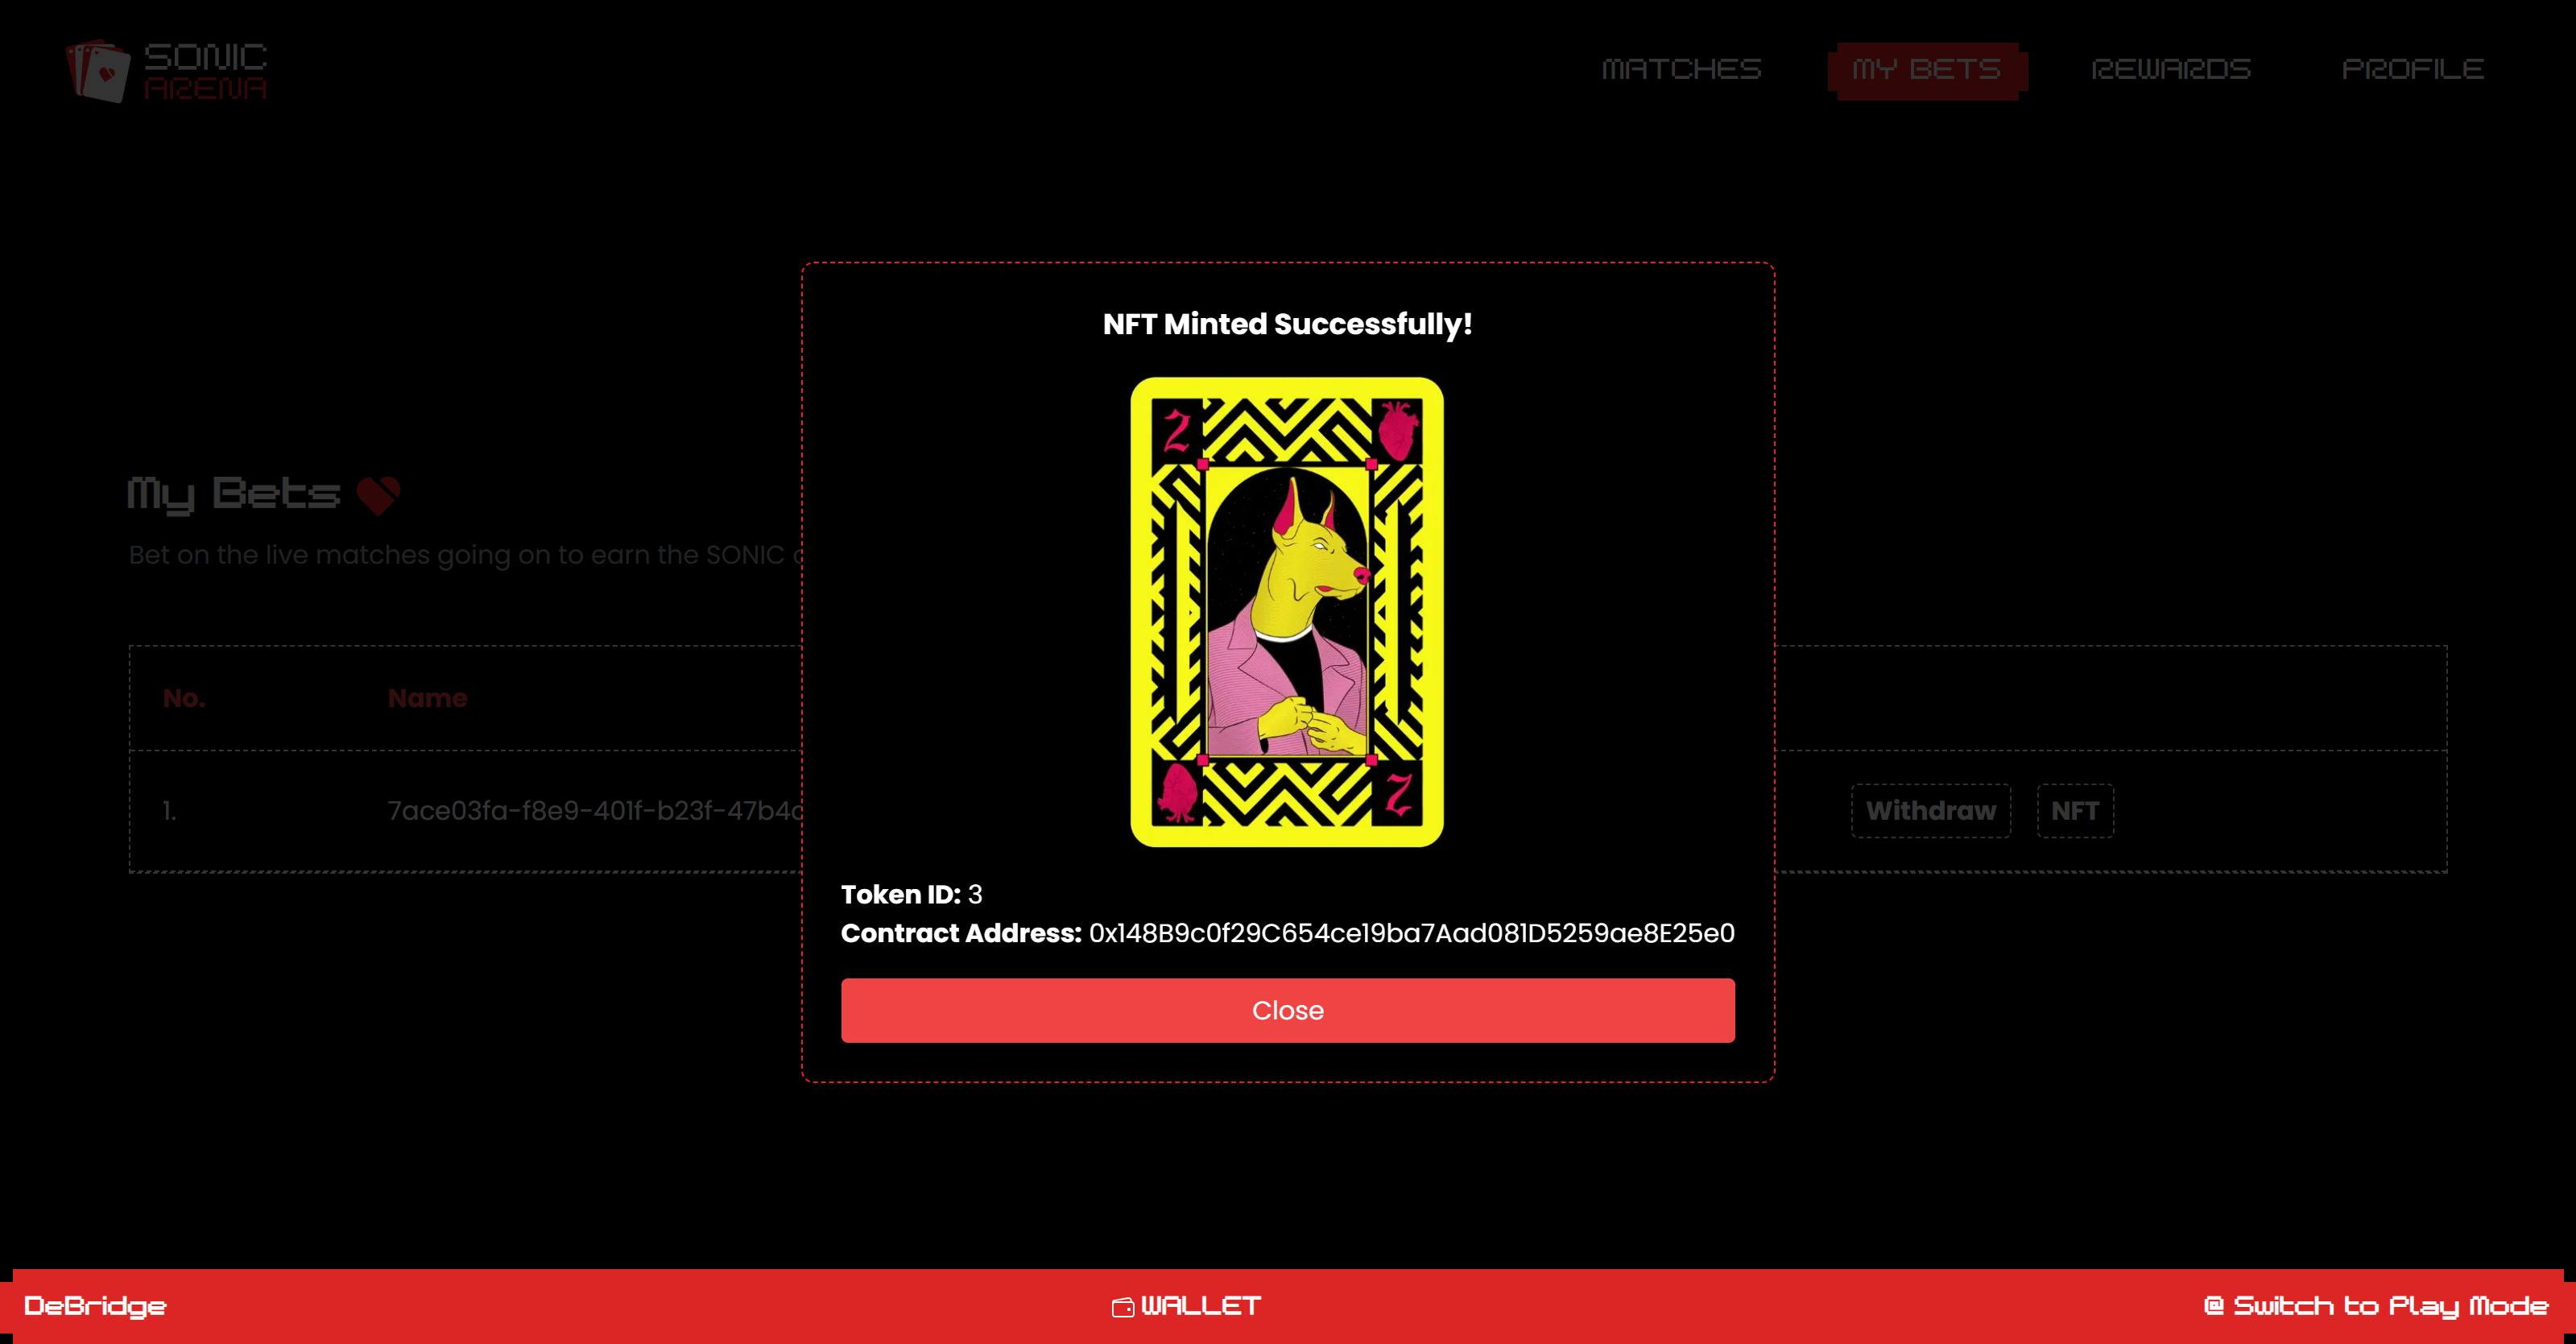 SONIC
ARENA
MATCHES
MY BETS
REWARDS
PROFILE
NFT Minted Successfully!
2
2
My Bets
Bet on the live matches going on to earn the SONIC
No.
Name
1.
7ace03fa-f8e9-401f-b23f-47b4
Withdraw
NFT
Token ID: 3
Contract Address: 0x148B9c0f29C654ce19ba7Aad081D5259ae8E25e0
Close
DeBridge
WALLET
@ Switch to Play Mode